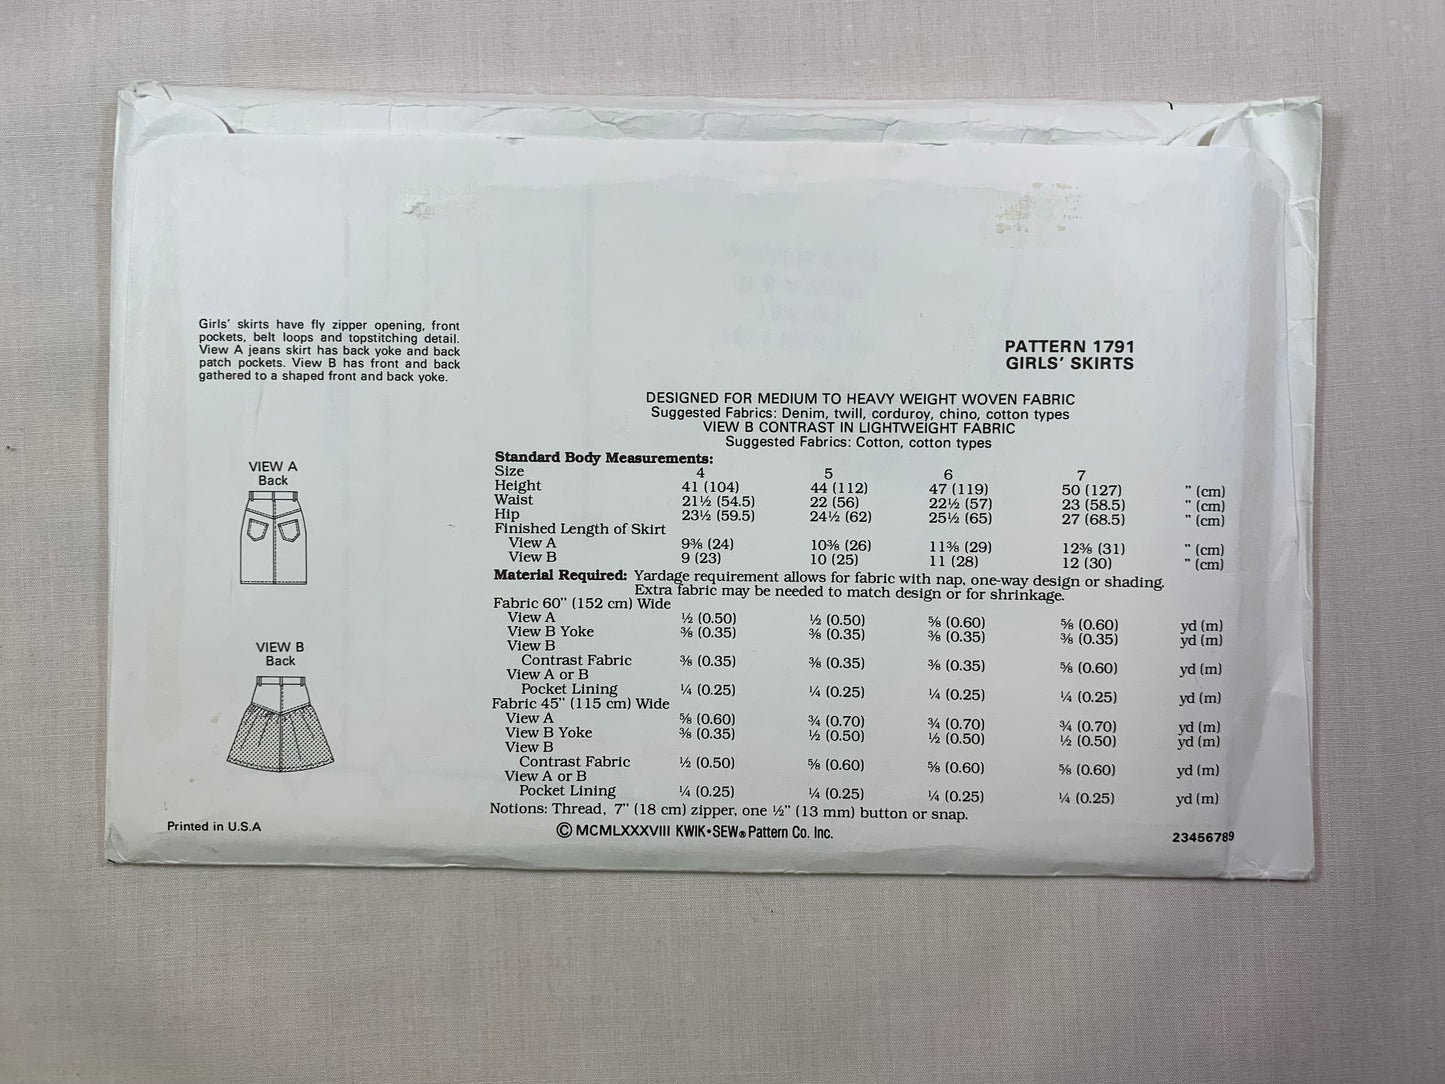 Girls' skirts have fly zipper opening, front
pockets, belt loops and topstitching detail.
View A jeans skirt has back yoke and back
patch pockets. View B has front and back
gathered to a shaped front and back yoke.
VIEW A
Back
VIEW B
Back
Printed in U.S.A
PATTERN 1791
GIRLS' SKIRTS
DESIGNED FOR MEDIUM TO HEAVY WEIGHT WOVEN FABRIC
Suggested Fabrics: Denim, twill, corduroy, chino, cotton types
VIEW B CONTRAST IN LIGHTWEIGHT FABRIC
Suggested Fabrics: Cotton, cotton types
Standard Body Measurements:
Size 4 5 6 7
Height 41 (104) 44 (112) 47 (119) 50 (127) " (cm)
Waist 21½ (54.5) 22 (56) 22½ (57) 23 (58.5) " (cm)
Hip 23½ (59.5) 24½ (62) 25½ (65) 27 (68.5) " (cm)
Finished Length of Skirt
View A 9⅜ (24) 10⅜ (26) 11⅜ (29) 12⅜ (31) " (cm)
View B 9 (23) 10 (25) 11 (28) 12 (30) " (cm)
Material Required: Yardage requirement allows for fabric with nap, one-way design or shading.
Extra fabric may be needed to match design or for shrinkage.
Fabric 60" (152 cm) Wide
View A ½ (0.50) ½ (0.50) ⅝ (0.60) ⅝ (0.60) yd (m)
View B Yoke ⅜ (0.35) ⅜ (0.35) ⅜ (0.35) ⅜ (0.35) yd (m)
View B
Contrast Fabric ⅜ (0.35) ⅜ (0.35) ⅜ (0.35) ⅝ (0.60) yd (m)
View A or B
Pocket Lining ¼ (0.25) ¼ (0.25) ¼ (0.25) ¼ (0.25) yd (m)
Fabric 45" (115 cm) Wide
View A ⅝ (0.60) ¾ (0.70) ¾ (0.70) ¾ (0.70) yd (m)
View B Yoke ⅜ (0.35) ½ (0.50) ½ (0.50) ½ (0.50) yd (m)
View B
Contrast Fabric ½ (0.50) ⅝ (0.60) ⅝ (0.60) ⅝ (0.60) yd (m)
View A or B
Pocket Lining ¼ (0.25) ¼ (0.25) ¼ (0.25) ¼ (0.25) yd (m)
Notions: Thread, 7" (18 cm) zipper, one ½" (13 mm) button or snap.
© MCMLXXXVIII KWIK•SEW® Pattern Co. Inc.
23456789